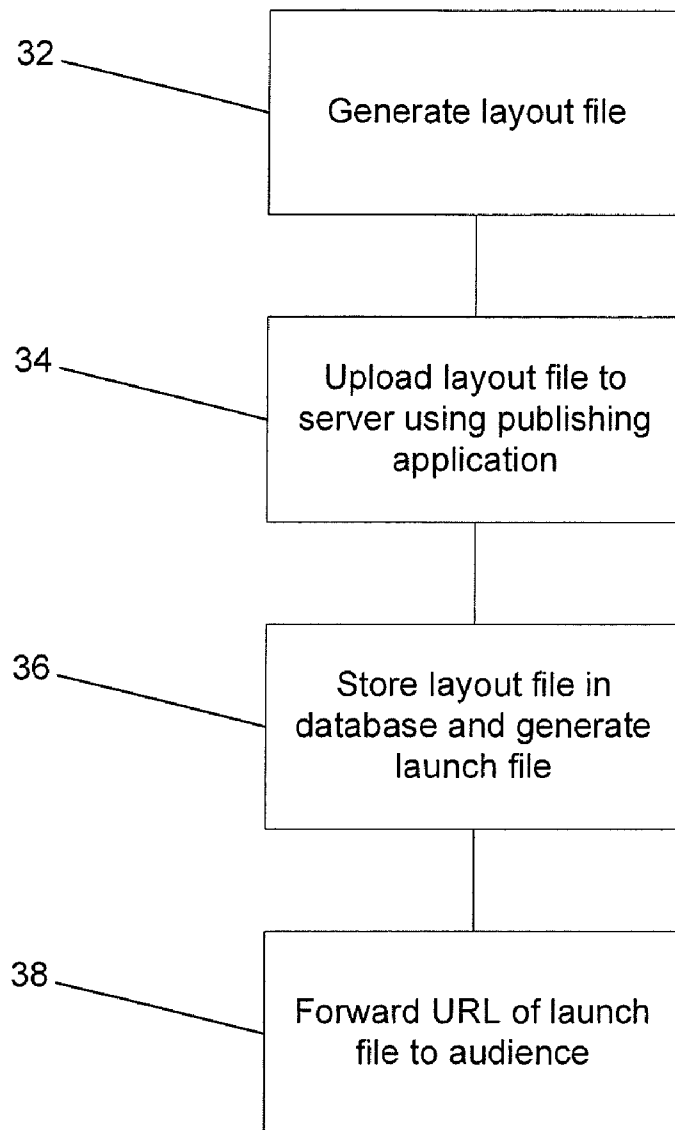 32
Generate layout file
34
Upload layout file to
server using publishing
application
36
Store layout file in
database and generate
launch file
38
Forward URL of launch
file to audience